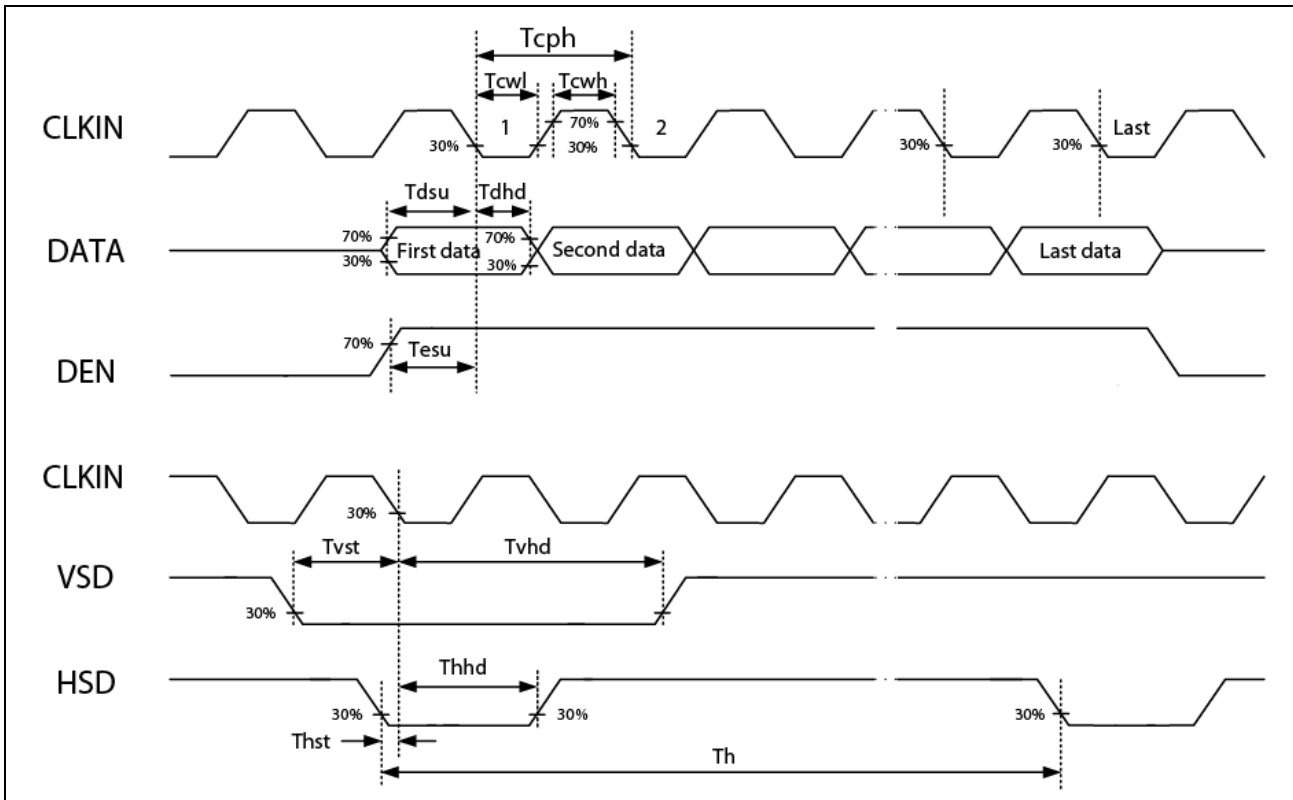 Tcph
Tcwl Tcwh
CLKIN 30% 1 70% 30% 2 30% 30% Last
Tdsu Tdhd
DATA 70% 30% First data 70% 30% Second data Last data
DEN 70% Tesu
CLKIN 30%
Tvst Tvhd
VSD 30%
HSD Thhd
30% 30% 30%
Thst
Th